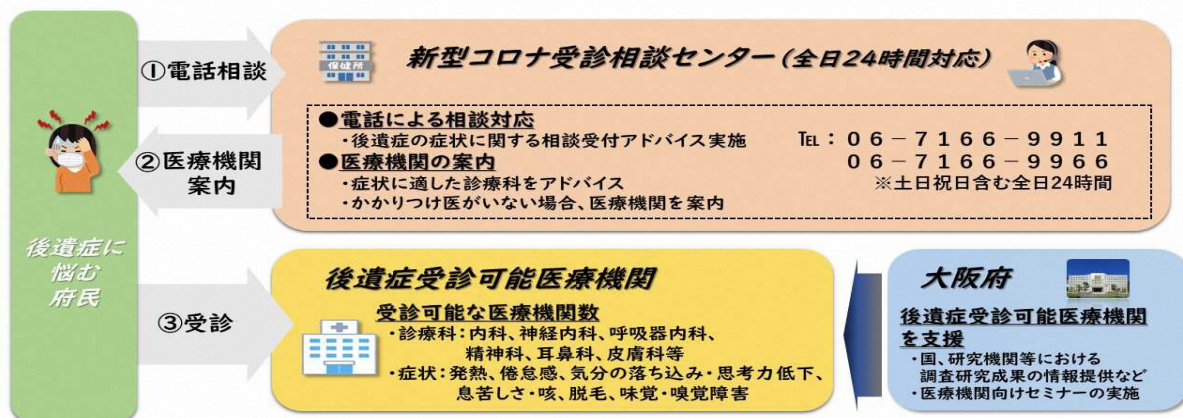 ①電話相談
新型コロナ受診相談センター(全日24時間対応)
保健所
●電話による相談対応
・後遺症の症状に関する相談受付アドバイス実施
●医療機関の案内
・症状に適した診療科をアドバイス
・かかりつけ医がいない場合、医療機関を案内
TEL:06-7166-9911
06-7166-9966
※土日祝日含む全日24時間
②医療機関
案内
後遺症に
悩む
府民
③受診
後遺症受診可能医療機関
受診可能な医療機関数
・診療科:内科、神経内科、呼吸器内科、
精神科、耳鼻科、皮膚科等
・症状:発熱、倦怠感、気分の落ち込み・思考力低下、
息苦しさ・咳、脱毛、味覚・嗅覚障害
大阪府
後遺症受診可能医療機関
を支援
・国、研究機関等における
調査研究成果の情報提供など
・医療機関向けセミナーの実施